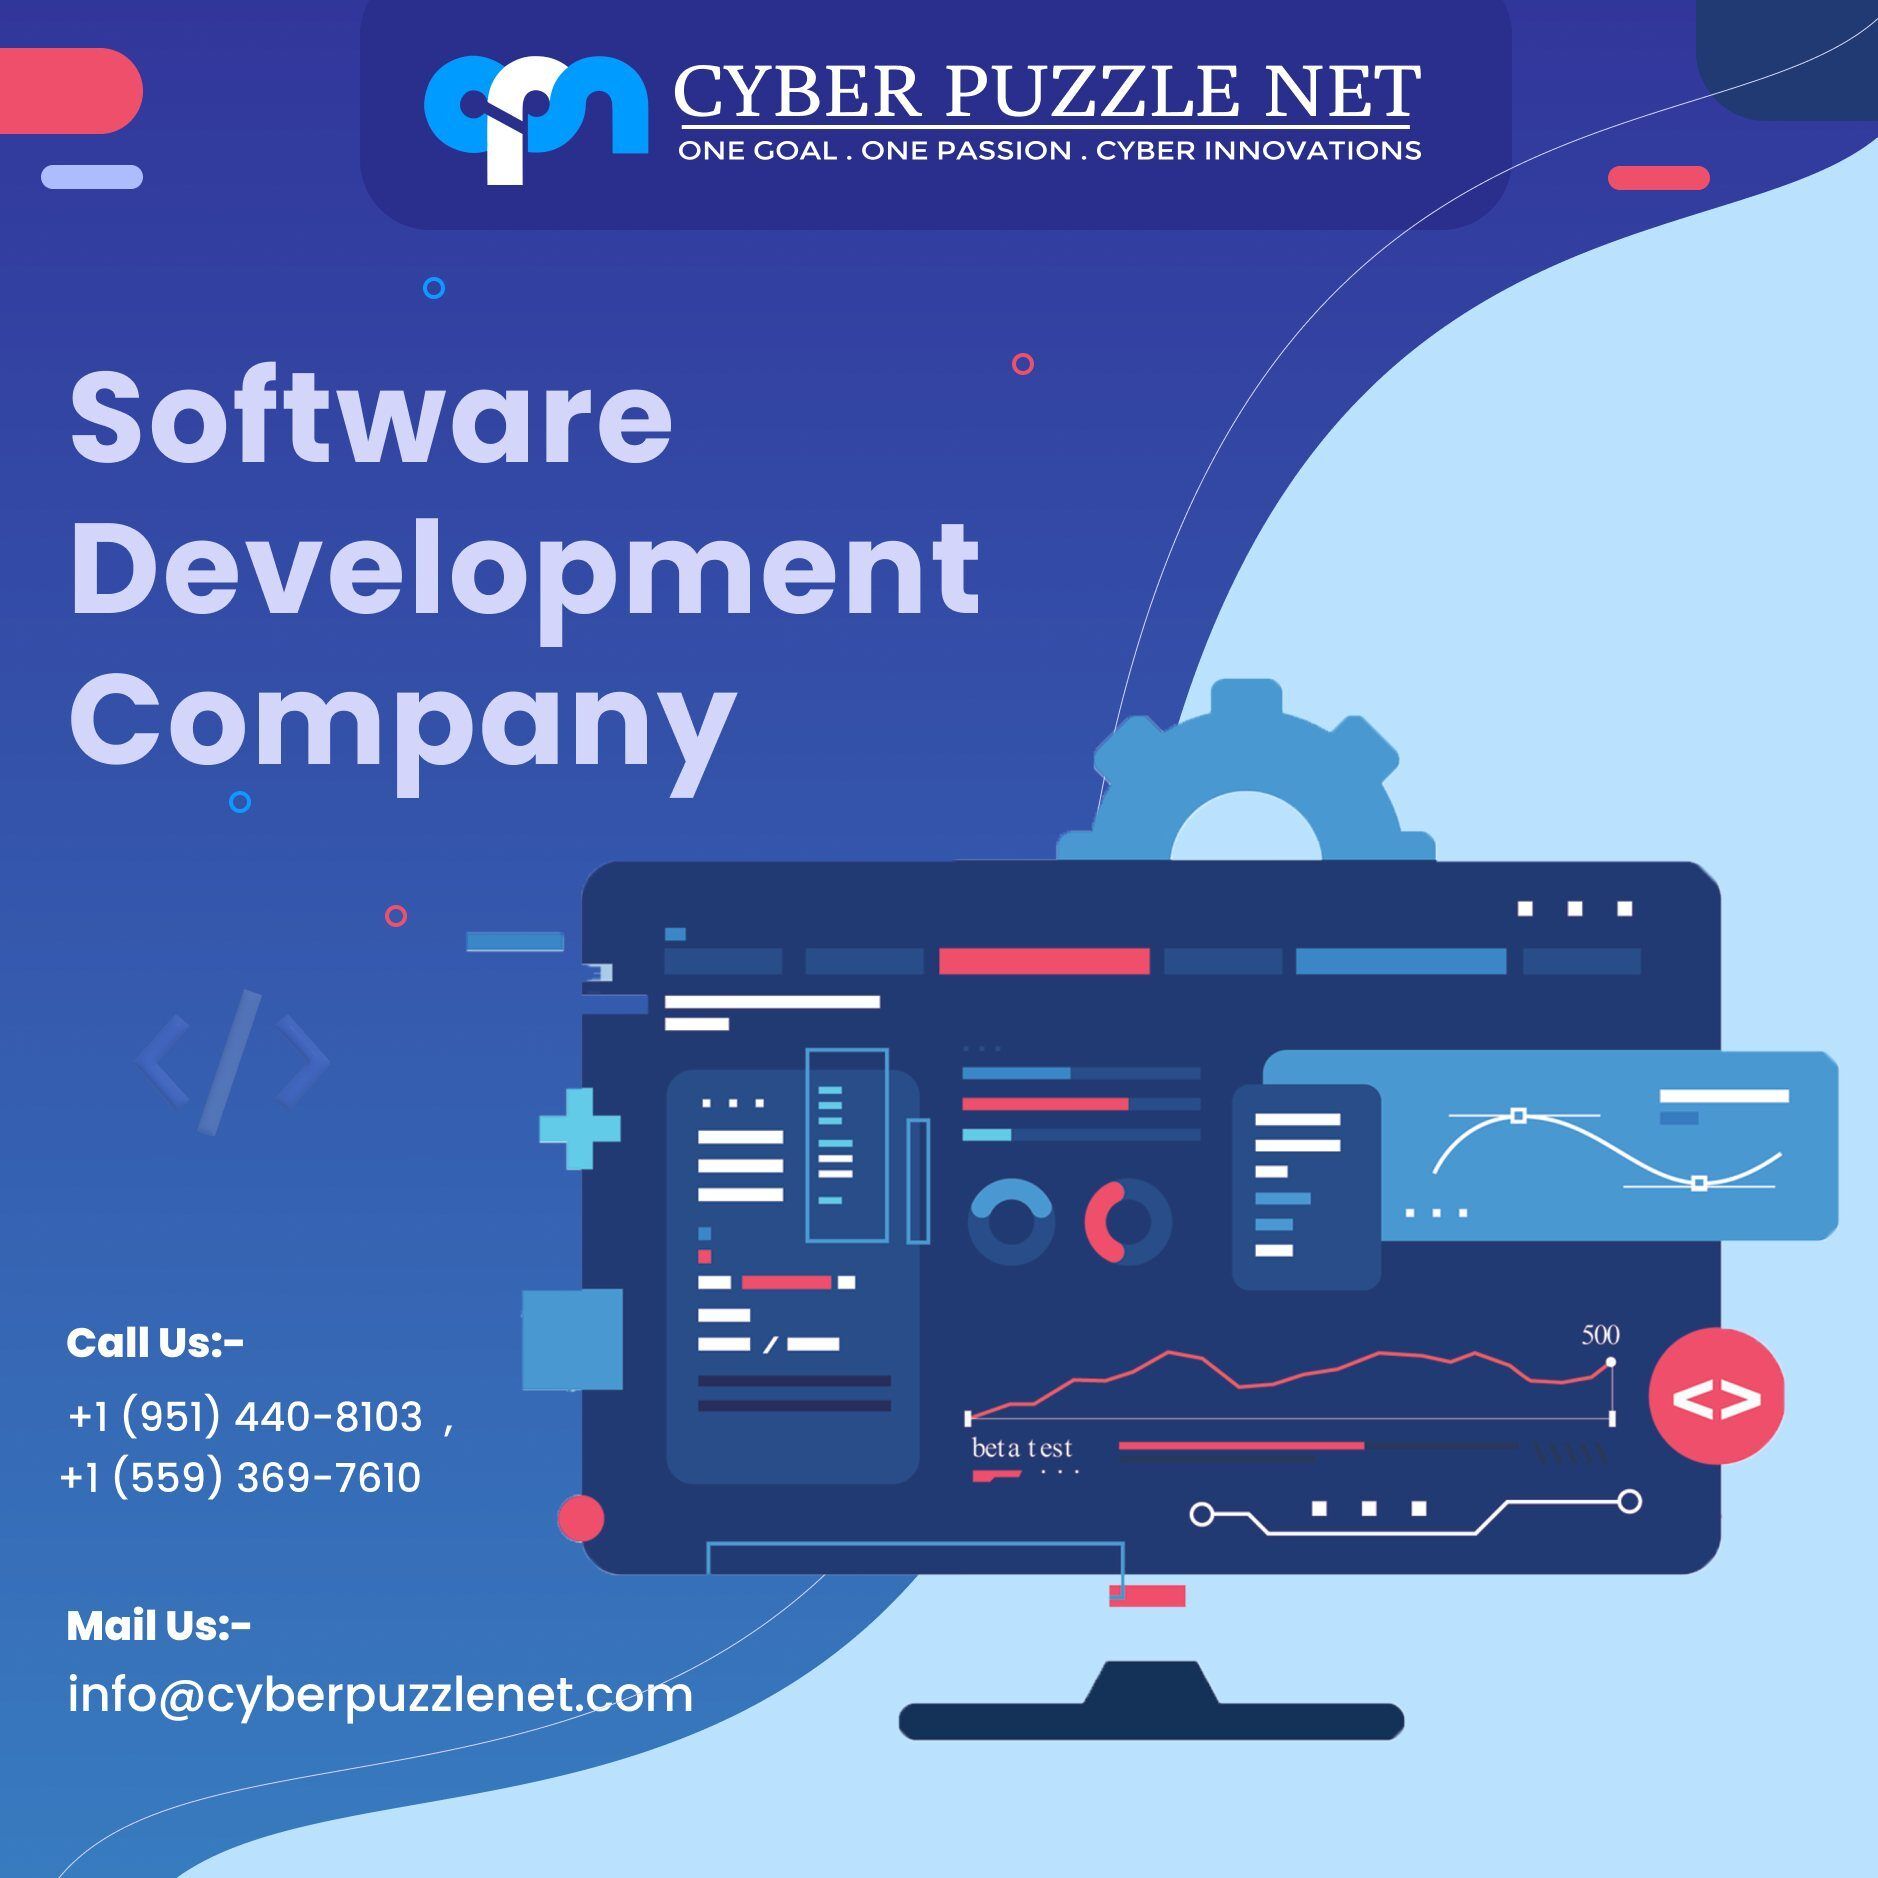 cpn
CYBER PUZZLE NET
ONE GOAL . ONE PASSION . CYBER INNOVATIONS
Software
Development
Company
</>
500
<>
beta test
Call Us:-
+1 (951) 440-8103 ,
+1 (559) 369-7610
Mail Us:-
info@cyberpuzzlenet.com